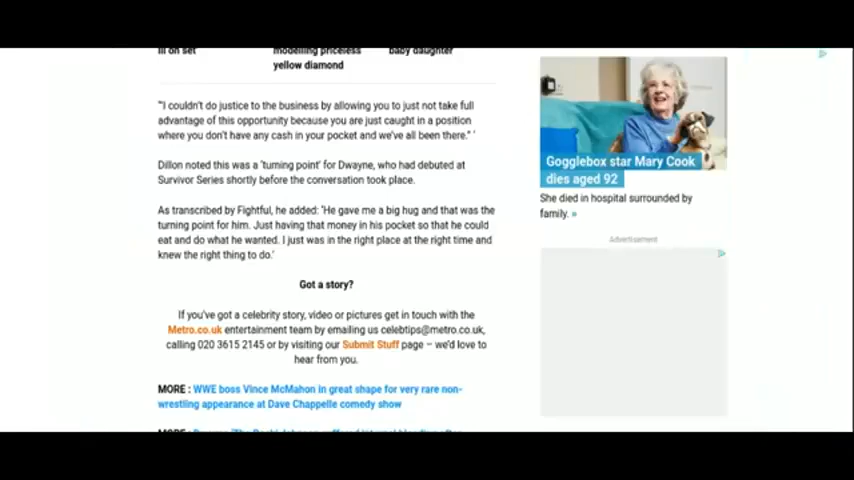 ill on set
modelling priceless
yellow diamond
baby daughter
"'I couldn't do justice to the business by allowing you to just not take full
advantage of this opportunity because you are just caught in a position
where you don't have any cash in your pocket and we've all been there." '
Dillon noted this was a 'turning point' for Dwayne, who had debuted at
Survivor Series shortly before the conversation took place.
As transcribed by Fightful, he added: 'He gave me a big hug and that was the
turning point for him. Just having that money in his pocket so that he could
eat and do what he wanted. I just was in the right place at the right time and
knew the right thing to do.'
Got a story?
If you've got a celebrity story, video or pictures get in touch with the
Metro.co.uk entertainment team by emailing us celebtips@metro.co.uk,
calling 020 3615 2145 or by visiting our Submit Stuff page – we'd love to
hear from you.
MORE : WWE boss Vince McMahon in great shape for very rare non-
wrestling appearance at Dave Chappelle comedy show
Gogglebox star Mary Cook
dies aged 92
She died in hospital surrounded by
family. »
Advertisement